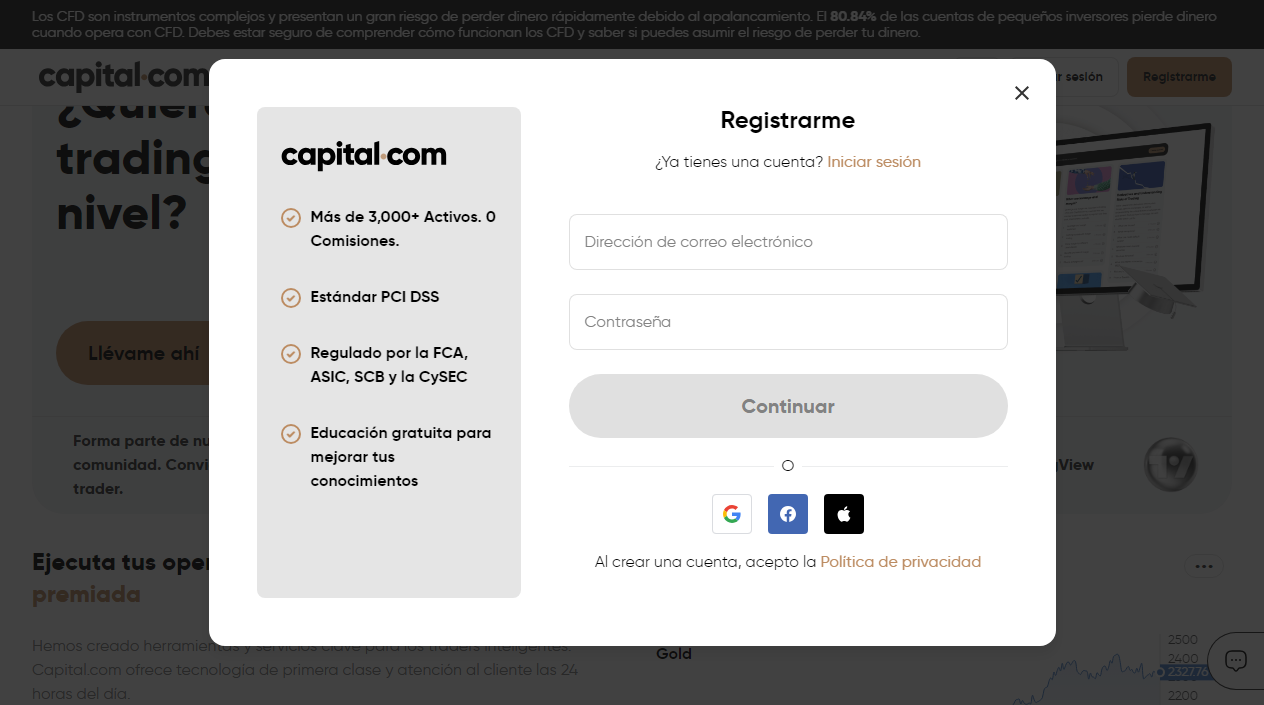 Los CFD son instrumentos complejos y presentan un gran riesgo de perder dinero rápidamente debido al apalancamiento. El 80.84% de las cuentas de pequeños inversores pierde dinero
cuando opera con CFD. Debes estar seguro de comprender cómo funcionan los CFD y saber si puedes asumir el riesgo de perder tu dinero.
capital.com
sesión
Registrarme
trading
nivel?
Llévame ahí
Forma parte de
comunidad.
trader.
View
Ejecuta tus
premiada
Hemos creado herramientas y servicios clave para los traders inteligentes.
Capital.com ofrece tecnología de primera clase y atención al cliente las 24
horas del día.
Gold
2500
2400
2327.76
2200
capital.com
Más de 3,000+ Activos. 0
Comisiones.
Estándar PCI DSS
Regulado por la FCA,
ASIC, SCB y la CySEC
Educación gratuita para
mejorar tus
conocimientos
Registrarme
¿Ya tienes una cuenta? Iniciar sesión
Dirección de correo electrónico
Contraseña
Continuar
O
Al crear una cuenta, acepto la Política de privacidad